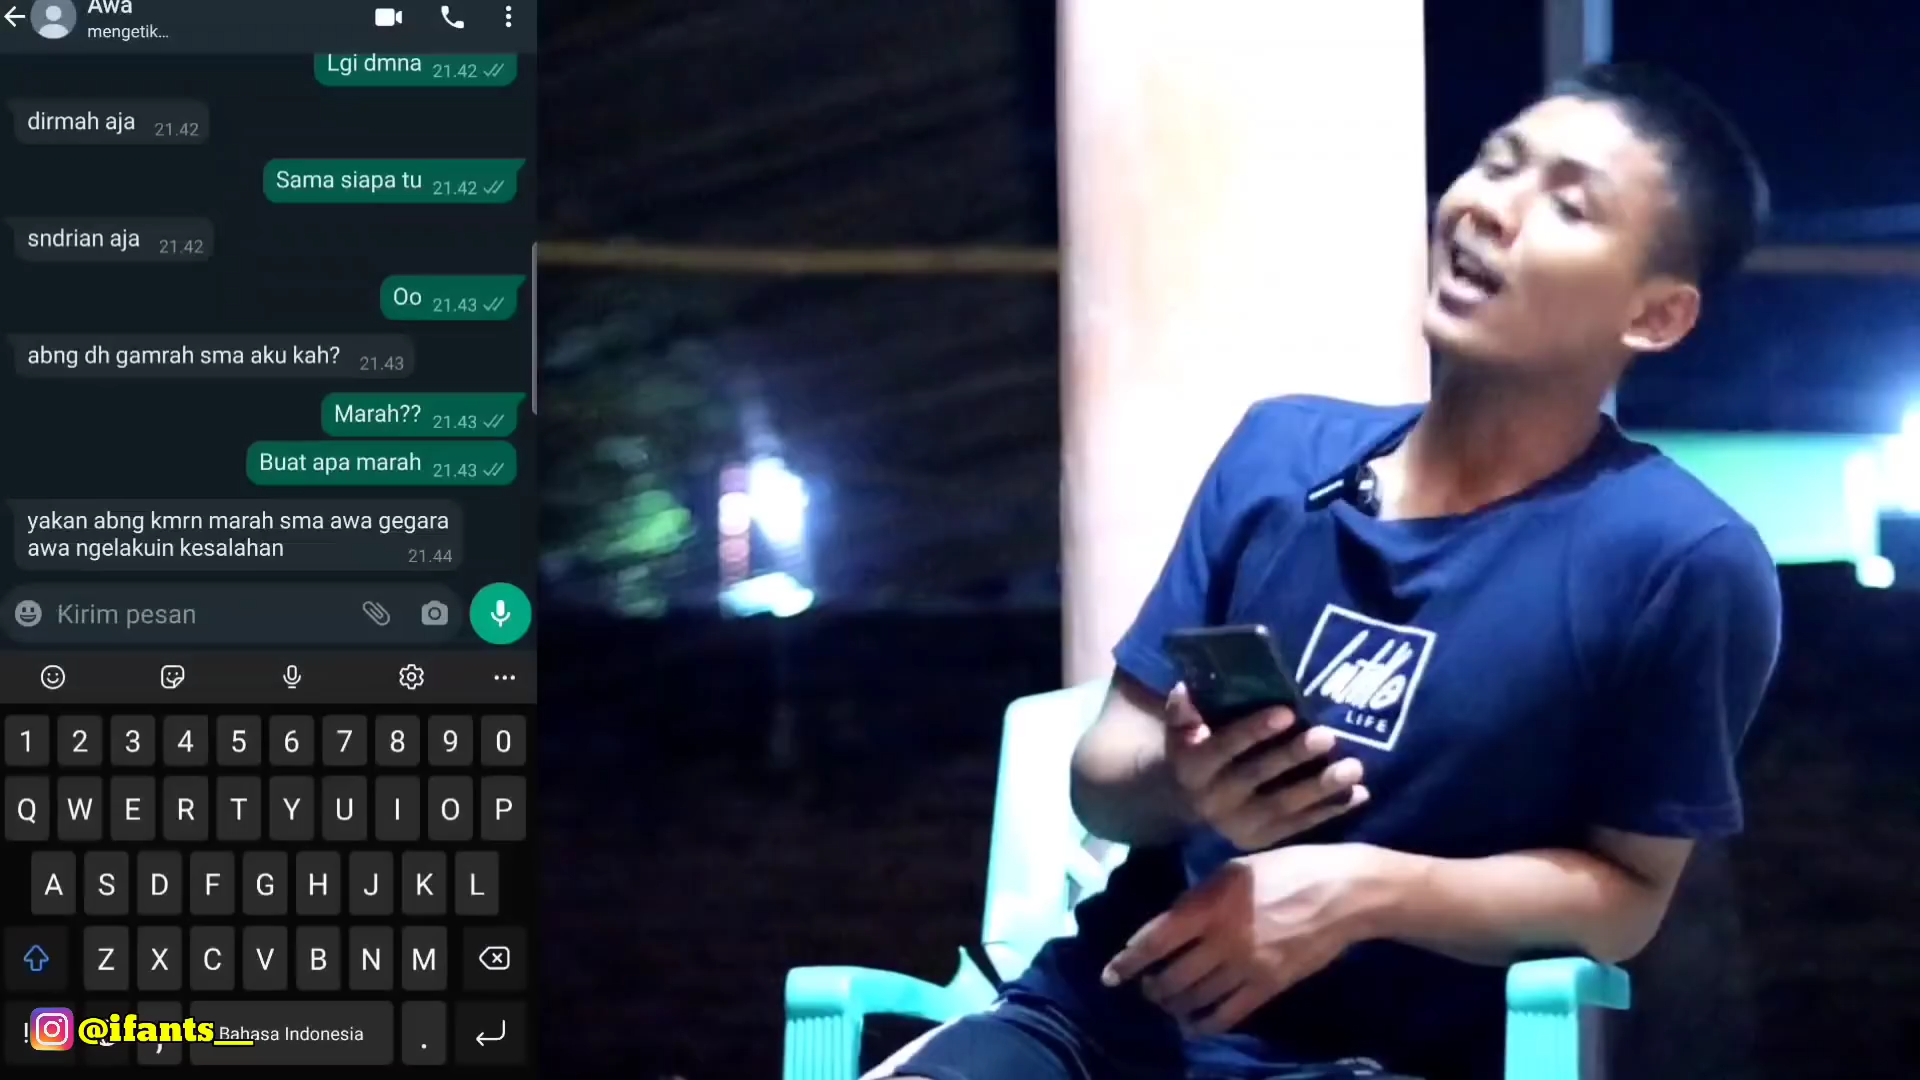 Awa
mengetik...
Lgi dmna 21.42
dirmah aja 21.42
Sama siapa tu 21.42
sndrian aja 21.42
Oo 21.43
abng dh gamrah sma aku kah? 21.43
Marah?? 21.43
Buat apa marah 21.43
yakan abng kmrn marah sma awa gegara
awa ngelakuin kesalahan 21.44
Kirim pesan
1 2 3 4 5 6 7 8 9 0
Q W E R T Y U I O P
A S D F G H J K L
Z X C V B N M
@ifants__ , Bahasa Indonesia .
LIFE